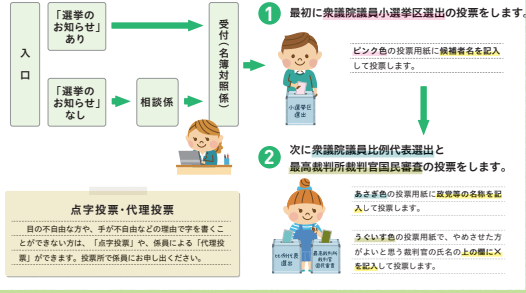 入口
「選挙の
お知らせ」
あり
「選挙の
お知らせ」
なし
相談係
受付(名簿対照係)
1 最初に衆議院議員小選挙区選出の投票をします。
ピンク色の投票用紙に候補者名を記入
して投票します。
小選挙区
選出
2 次に衆議院議員比例代表選出と
最高裁判所裁判官国民審査の投票をします。
あさぎ色の投票用紙に政党等の名称を記
入して投票します。
うぐいす色の投票用紙で、やめさせた方
がよいと思う裁判官の氏名の上の欄に×
を記入して投票します。
比例代表
選出
最高裁判所
裁判官
国民審査
点字投票・代理投票
目の不自由な方や、手が不自由などの理由で字を書くこ
とができない方は、「点字投票」や、係員による「代理投
票」ができます。投票所で係員にお申し出ください。